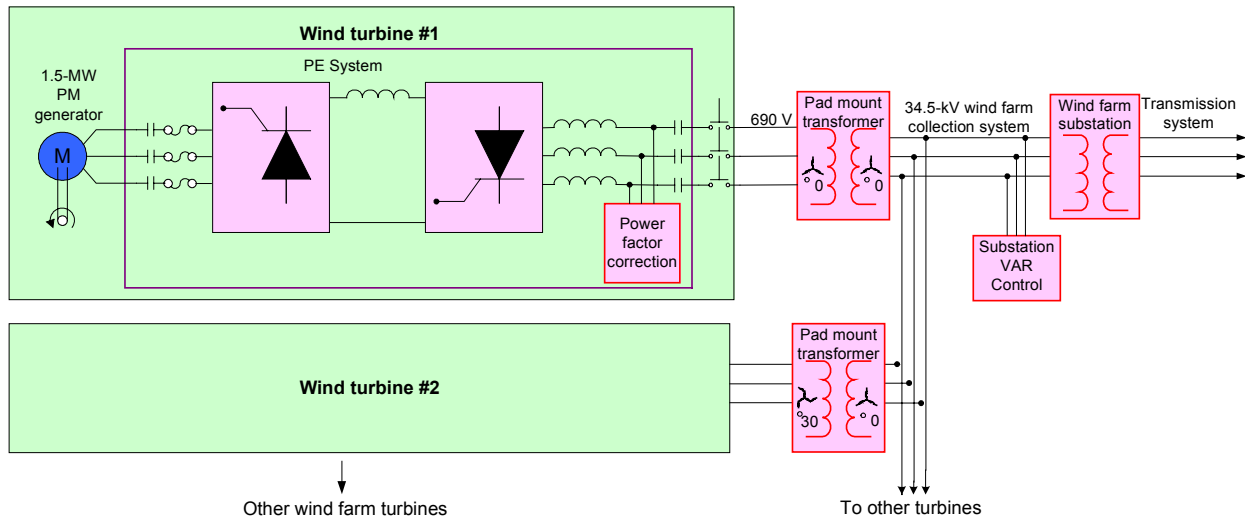 Wind turbine #1
PE System
1.5-MW
PM
generator
M
Power
factor
correction
690 V
Pad mount
transformer
0
0
34.5-kV wind farm
collection system
Wind farm
substation
Transmission
system
Substation
VAR
Control
Wind turbine #2
Pad mount
transformer
30
0
Other wind farm turbines
To other turbines